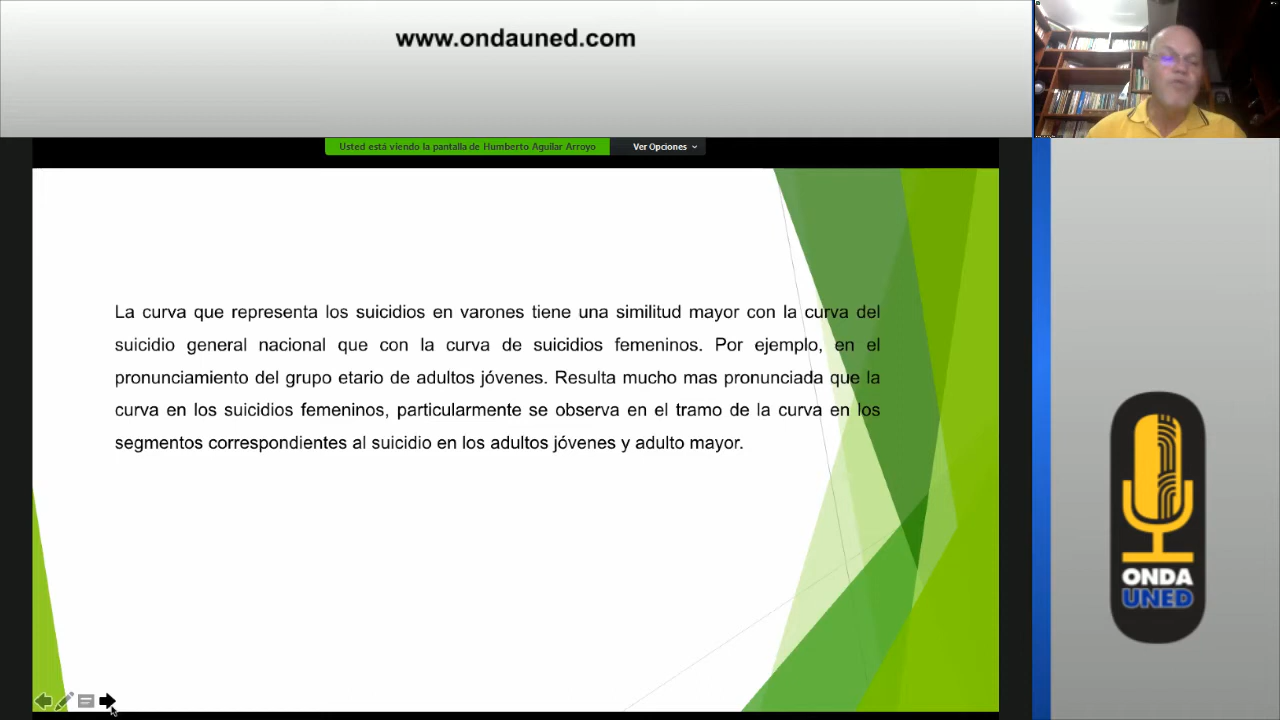 www.ondauned.com
Usted está viendo la pantalla de Humberto Aguilar Arroyo
Ver Opciones
La curva que representa los suicidios en varones tiene una similitud mayor con la curva del
suicidio general nacional que con la curva de suicidios femeninos. Por ejemplo, en el
pronunciamiento del grupo etario de adultos jóvenes. Resulta mucho mas pronunciada que la
curva en los suicidios femeninos, particularmente se observa en el tramo de la curva en los
segmentos correspondientes al suicidio en los adultos jóvenes y adulto mayor.
ONDA
UNED